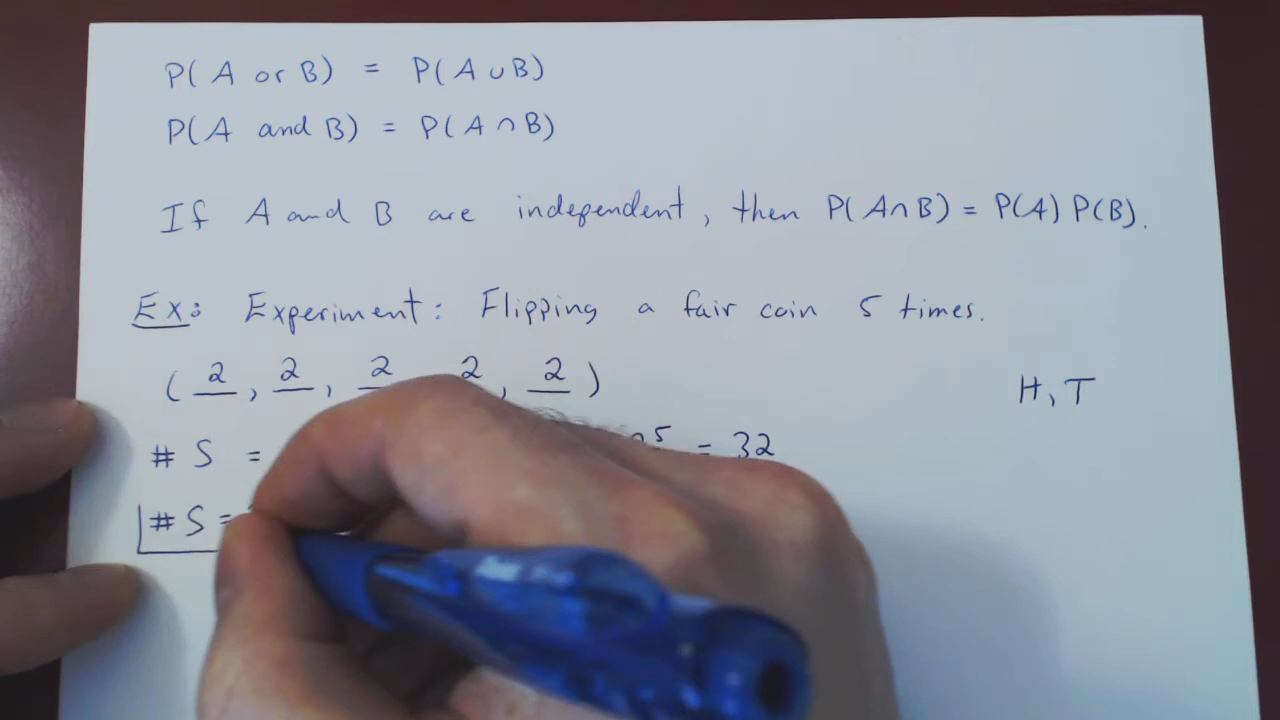 P( A or B) = P( A ∪ B)
P( A and B) = P( A ∩ B)
If A and B are independent, then P( A ∩ B) = P(A) P(B).
Ex: Experiment: Flipping a fair coin 5 times.
( 2 , 2 , 2 2 , 2 )
H, T
# S = 5 = 32
# S =